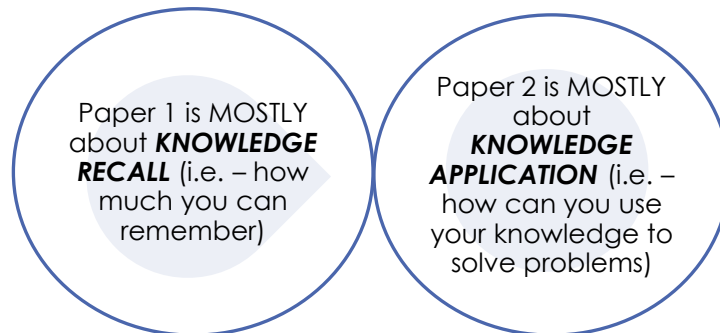 Paper 1 is MOSTLY
about KNOWLEDGE
RECALL (i.e. – how
much you can
remember)
Paper 2 is MOSTLY
about
KNOWLEDGE
APPLICATION (i.e. –
how can you use
your knowledge to
solve problems)